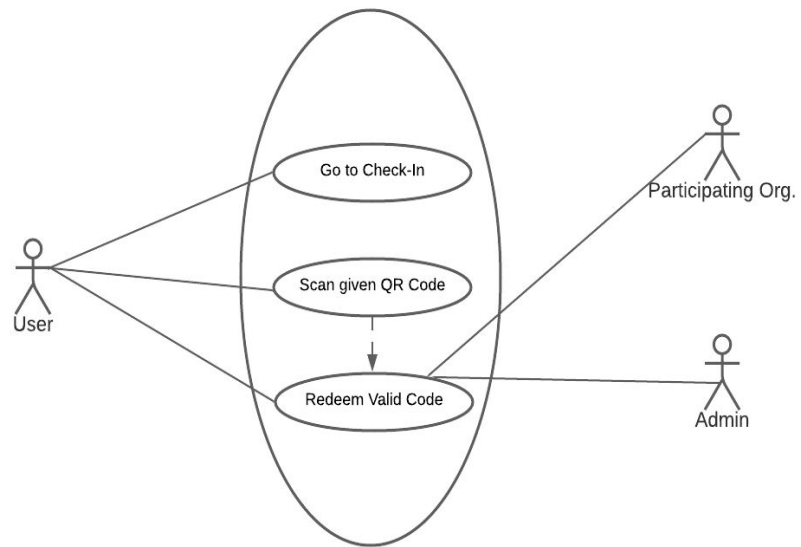 Go to Check-In
Participating Org.
Scan given QR Code
User
Redeem Valid Code
Admin